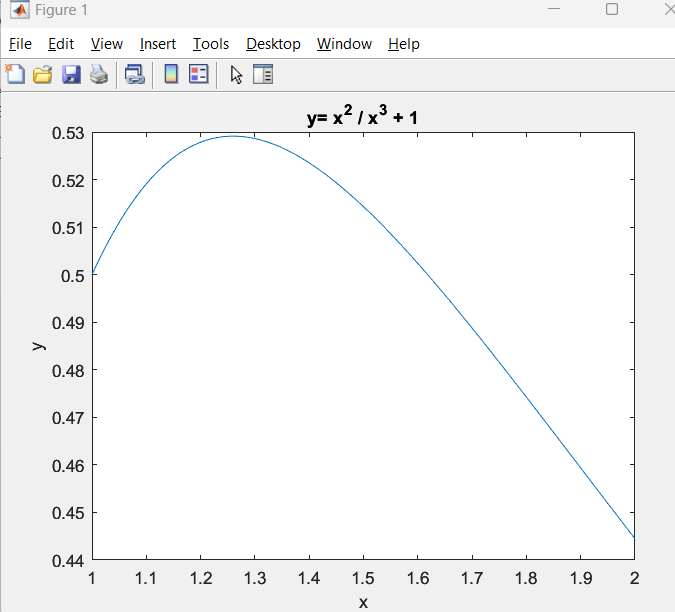 Figure 1
File Edit View Insert Tools Desktop Window Help
y= x² / x³ + 1
0.53
0.52
0.51
0.5
0.49
0.48
0.47
0.46
0.45
0.44
y
1 1.1 1.2 1.3 1.4 1.5 1.6 1.7 1.8 1.9 2
x